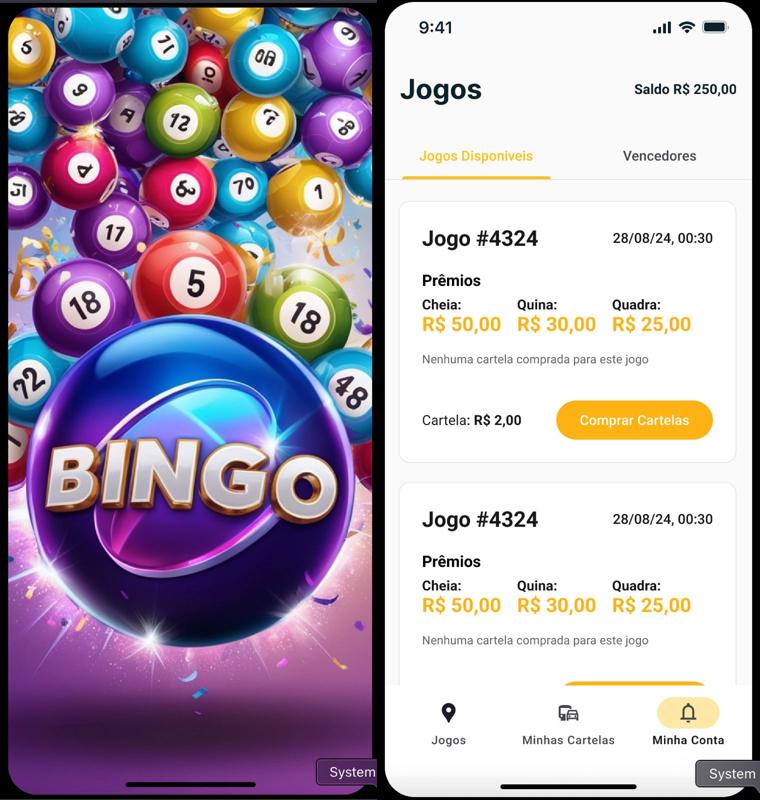 6
71
08
9
9
10
12
7
8
4
8
70
1
17
5
18
18
22
48
BINGO
System
9:41
Jogos
Saldo R$ 250,00
Jogos Disponiveis
Vencedores
Jogo #4324
28/08/24, 00:30
Prêmios
Cheia:
Quina:
Quadra:
R$ 50,00
R$ 30,00
R$ 25,00
Nenhuma cartela comprada para este jogo
Cartela: R$ 2,00
Comprar Cartelas
Jogo #4324
28/08/24, 00:30
Prêmios
Cheia:
Quina:
Quadra:
R$ 50,00
R$ 30,00
R$ 25,00
Nenhuma cartela comprada para este jogo
Jogos
Minhas Cartelas
Minha Conta
System